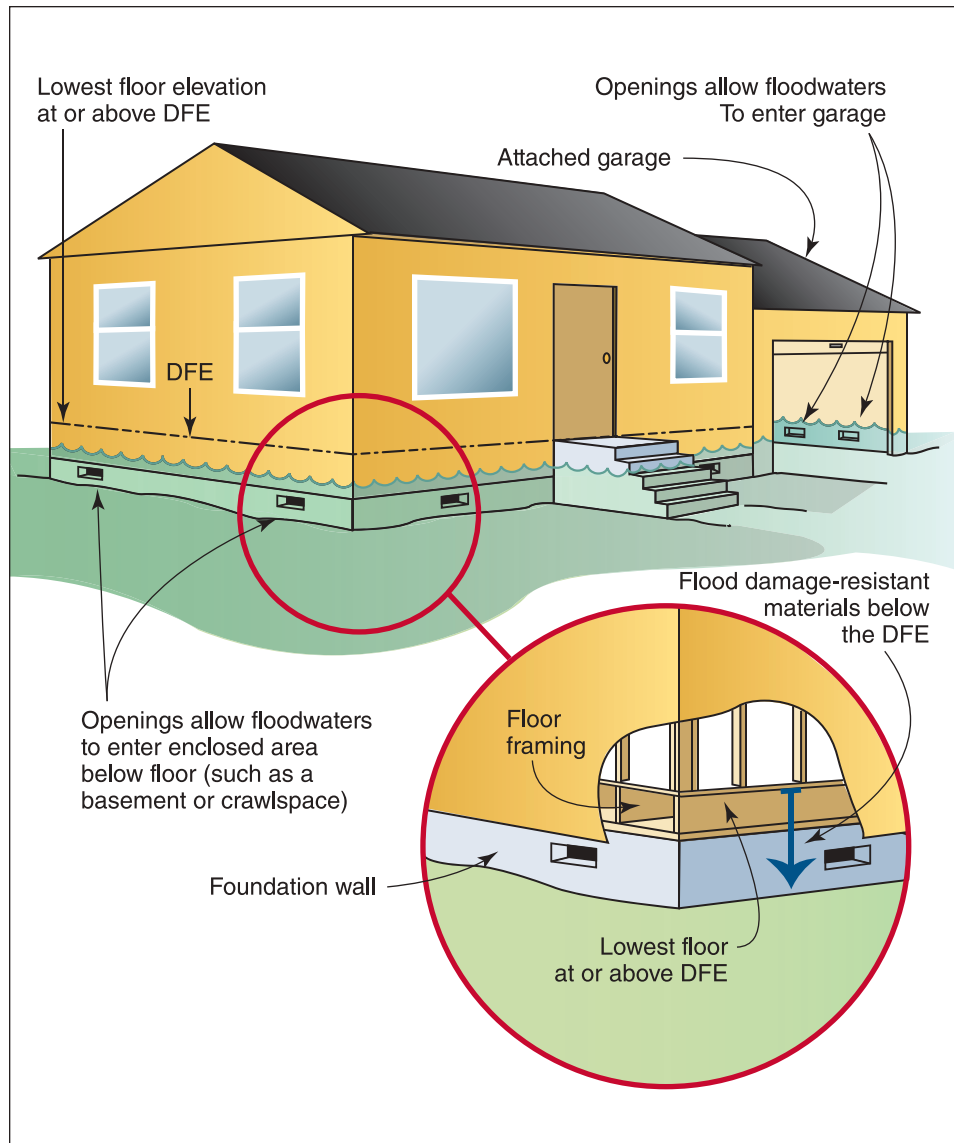 Lowest floor elevation
at or above DFE
Openings allow floodwaters
To enter garage
Attached garage
DFE
Flood damage-resistant
materials below
the DFE
Openings allow floodwaters
to enter enclosed area
below floor (such as a
basement or crawlspace)
Floor
framing
Foundation wall
Lowest floor
at or above DFE